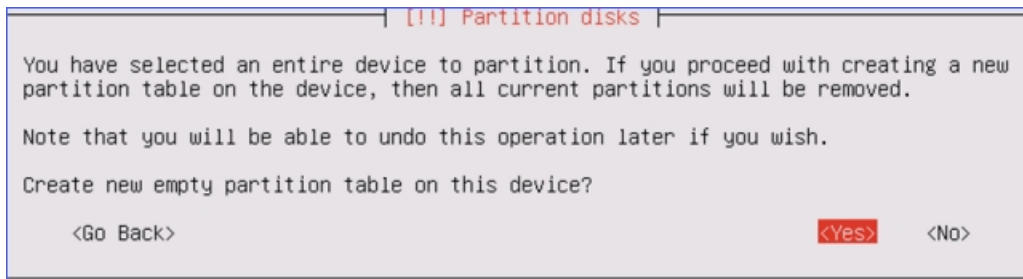 [!!] Partition disks
You have selected an entire device to partition. If you proceed with creating a new
partition table on the device, then all current partitions will be removed.
Note that you will be able to undo this operation later if you wish.
Create new empty partition table on this device?
<Go Back> <Yes> <No>